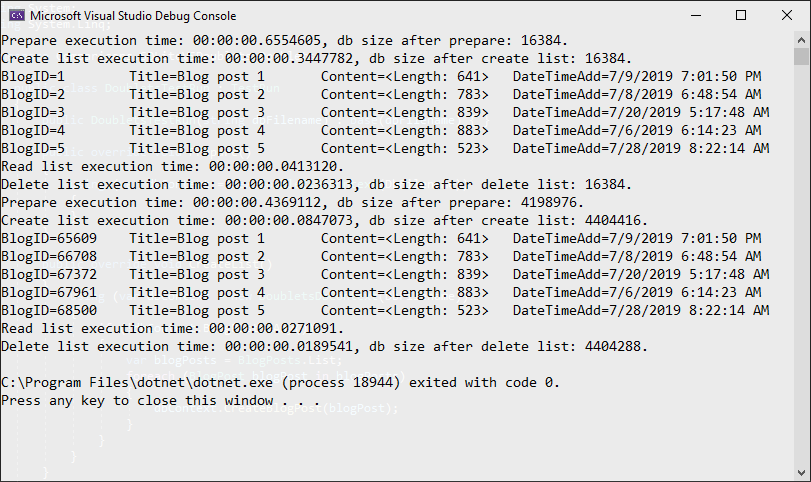 Microsoft Visual Studio Debug Console
Prepare execution time: 00:00:00.6554605, db size after prepare: 16384.
Create list execution time: 00:00:00.3447782, db size after create list: 16384.
BlogID=1 Title=Blog post 1 Content=<Length: 641> DateTimeAdd=7/9/2019 7:01:50 PM
BlogID=2 Title=Blog post 2 Content=<Length: 783> DateTimeAdd=7/8/2019 6:48:54 AM
BlogID=3 Title=Blog post 3 Content=<Length: 839> DateTimeAdd=7/20/2019 5:17:48 AM
BlogID=4 Title=Blog post 4 Content=<Length: 883> DateTimeAdd=7/6/2019 6:14:23 AM
BlogID=5 Title=Blog post 5 Content=<Length: 523> DateTimeAdd=7/28/2019 8:22:14 AM
Read list execution time: 00:00:00.0413120.
Delete list execution time: 00:00:00.0236313, db size after delete list: 16384.
Prepare execution time: 00:00:00.4369112, db size after prepare: 4198976.
Create list execution time: 00:00:00.0847073, db size after create list: 4404416.
BlogID=65609 Title=Blog post 1 Content=<Length: 641> DateTimeAdd=7/9/2019 7:01:50 PM
BlogID=66708 Title=Blog post 2 Content=<Length: 783> DateTimeAdd=7/8/2019 6:48:54 AM
BlogID=67372 Title=Blog post 3 Content=<Length: 839> DateTimeAdd=7/20/2019 5:17:48 AM
BlogID=67961 Title=Blog post 4 Content=<Length: 883> DateTimeAdd=7/6/2019 6:14:23 AM
BlogID=68500 Title=Blog post 5 Content=<Length: 523> DateTimeAdd=7/28/2019 8:22:14 AM
Read list execution time: 00:00:00.0271091.
Delete list execution time: 00:00:00.0189541, db size after delete list: 4404288.
var blogPosts = BlogPosts.List;
C:\Program Files\dotnet\dotnet.exe (process 18944) exited with code 0.
Press any key to close this window . . .
dbContext.CreateBlogPost(blogPost);
}
}
}
}